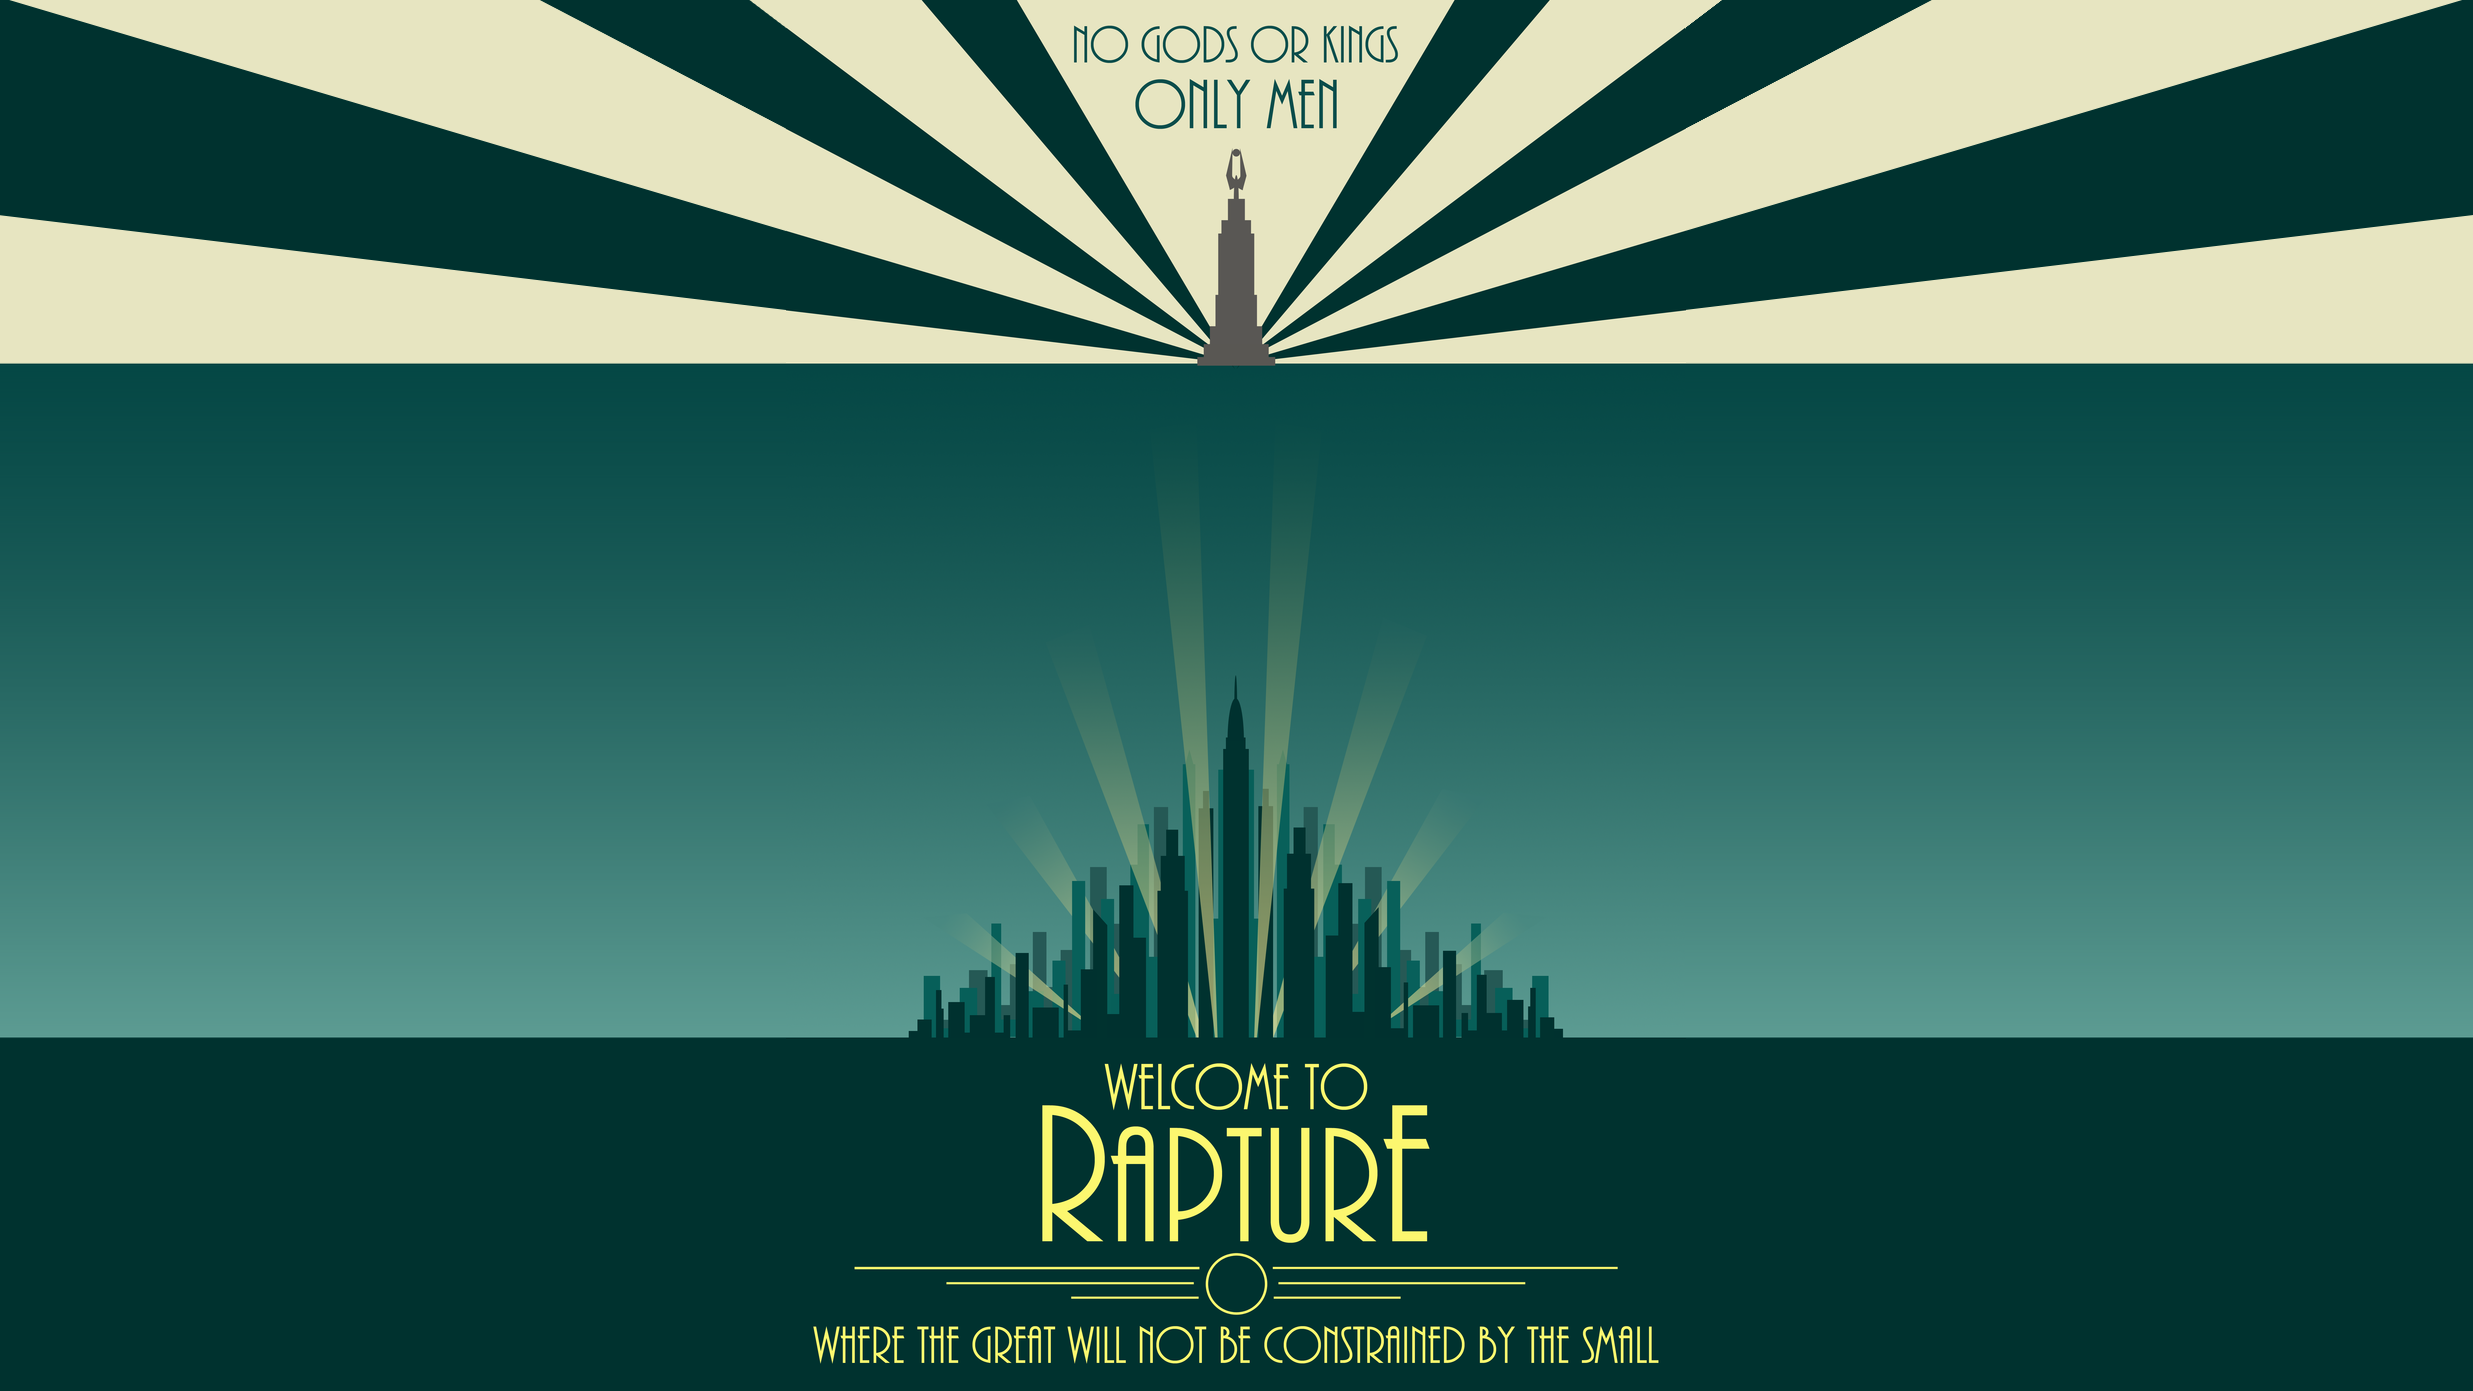 NO GODS OR KINGS
ONLY MEN
WELCOME TO
RAPTURE
WHERE THE GREAT WILL NOT BE CONSTRAINED BY THE SMALL